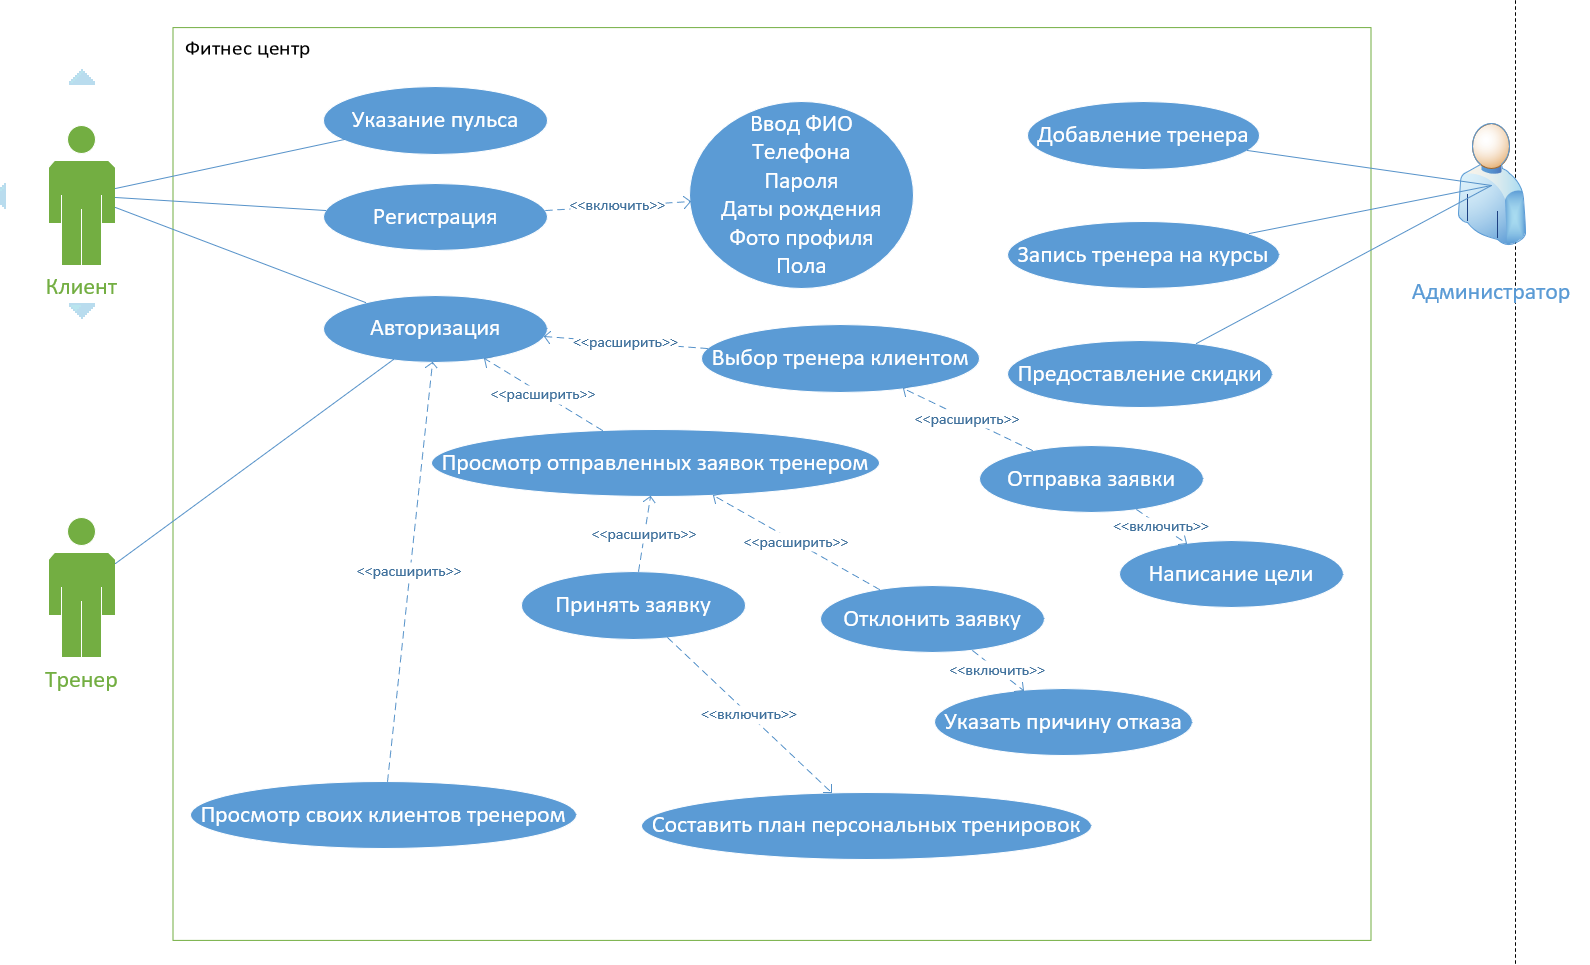 Фитнес центр
Указание пульса
Ввод ФИО
Телефона
Пароля
Даты рождения
Фото профиля
Пола
Добавление тренера
Регистрация
<<включить>>
Запись тренера на курсы
Клиент
Администратор
Авторизация
<<расширить>>
Выбор тренера клиентом
Предоставление скидки
<<расширить>>
<<расширить>>
Просмотр отправленных заявок тренером
Отправка заявки
<<включить>>
<<расширить>>
<<расширить>>
<<расширить>>
Написание цели
Принять заявку
Отклонить заявку
<<включить>>
Тренер
<<включить>>
Указать причину отказа
Просмотр своих клиентов тренером
Составить план персональных тренировок